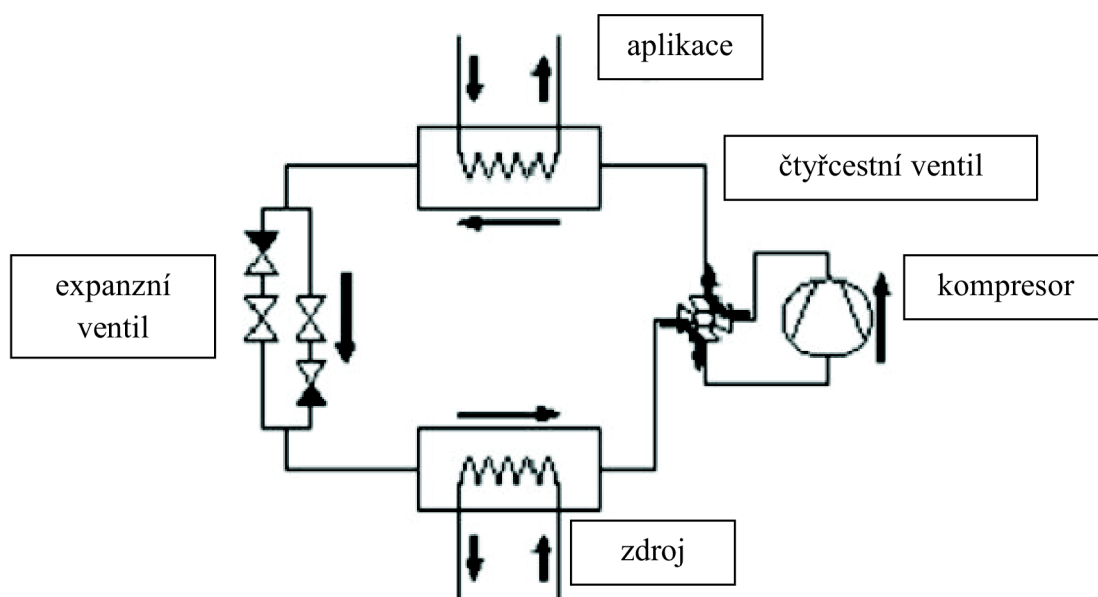 aplikace
čtyřcestní ventil
expanzní
ventil
kompresor
zdroj